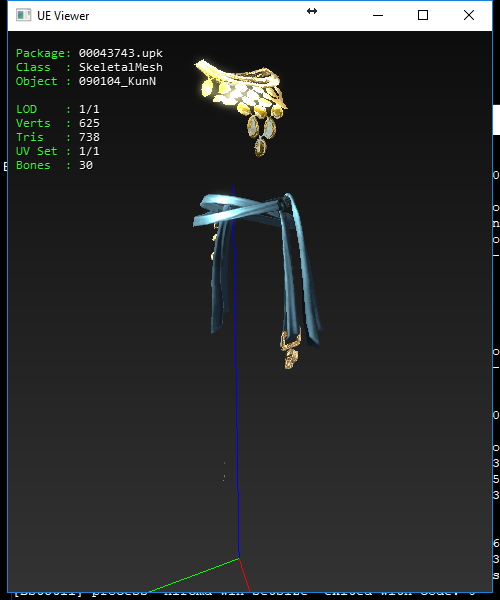 UE Viewer
Package: 00043743.upk
Class : SkeletalMesh
Object : 090104_KunN
LOD : 1/1
Verts : 625
Tris : 738
UV Set : 1/1
Bones : 30